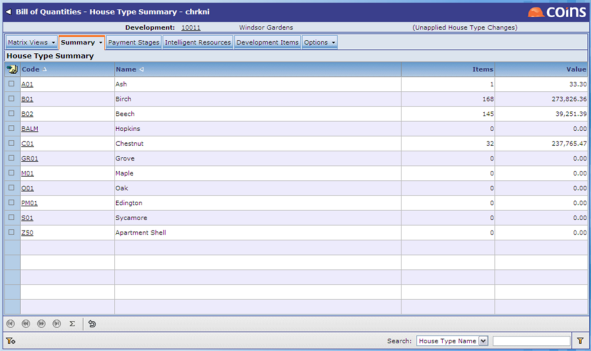 Bill of Quantities - House Type Summary - chrkni
coins
Development: 10011 Windsor Gardens (Unapplied House Type Changes)
Matrix Views Summary Payment Stages Intelligent Resources Development Items Options
House Type Summary
Code Name Items Value
A01 Ash 1 33.30
B01 Birch 168 273,826.36
B02 Beech 145 39,251.39
BALM Hopkins 0 0.00
C01 Chestnut 32 237,765.47
GR01 Grove 0 0.00
M01 Maple 0 0.00
O01 Oak 0 0.00
PM01 Edington 0 0.00
S01 Sycamore 0 0.00
Z50 Apartment Shell 0 0.00
Σ
Search: House Type Name